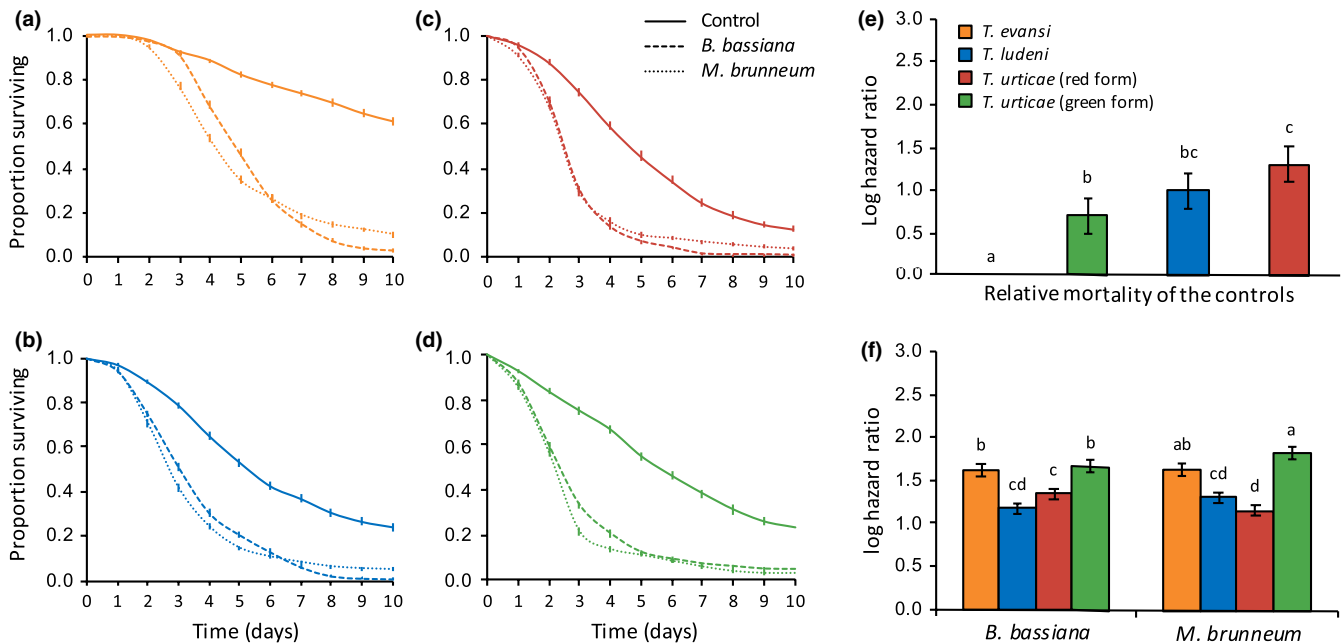 (a)
Proportion surviving
1.0
0.8
0.6
0.4
0.2
0.0
0 1 2 3 4 5 6 7 8 9 10
(c)
Control
B. bassiana
M. brunneum
1.0
0.8
0.6
0.4
0.2
0.0
0 1 2 3 4 5 6 7 8 9 10
(e)
Log hazard ratio
3.0
2.5
2.0
1.5
1.0
0.5
0.0
T. evansi
T. ludeni
T. urticae (red form)
T. urticae (green form)
a
b
bc
c
Relative mortality of the controls
(b)
Proportion surviving
1.0
0.8
0.6
0.4
0.2
0.0
0 1 2 3 4 5 6 7 8 9 10
Time (days)
(d)
1.0
0.8
0.6
0.4
0.2
0.0
0 1 2 3 4 5 6 7 8 9 10
Time (days)
(f)
log hazard ratio
3.0
2.5
2.0
1.5
1.0
0.5
0.0
b
cd
c
b
ab
cd
d
a
B. bassiana
M. brunneum